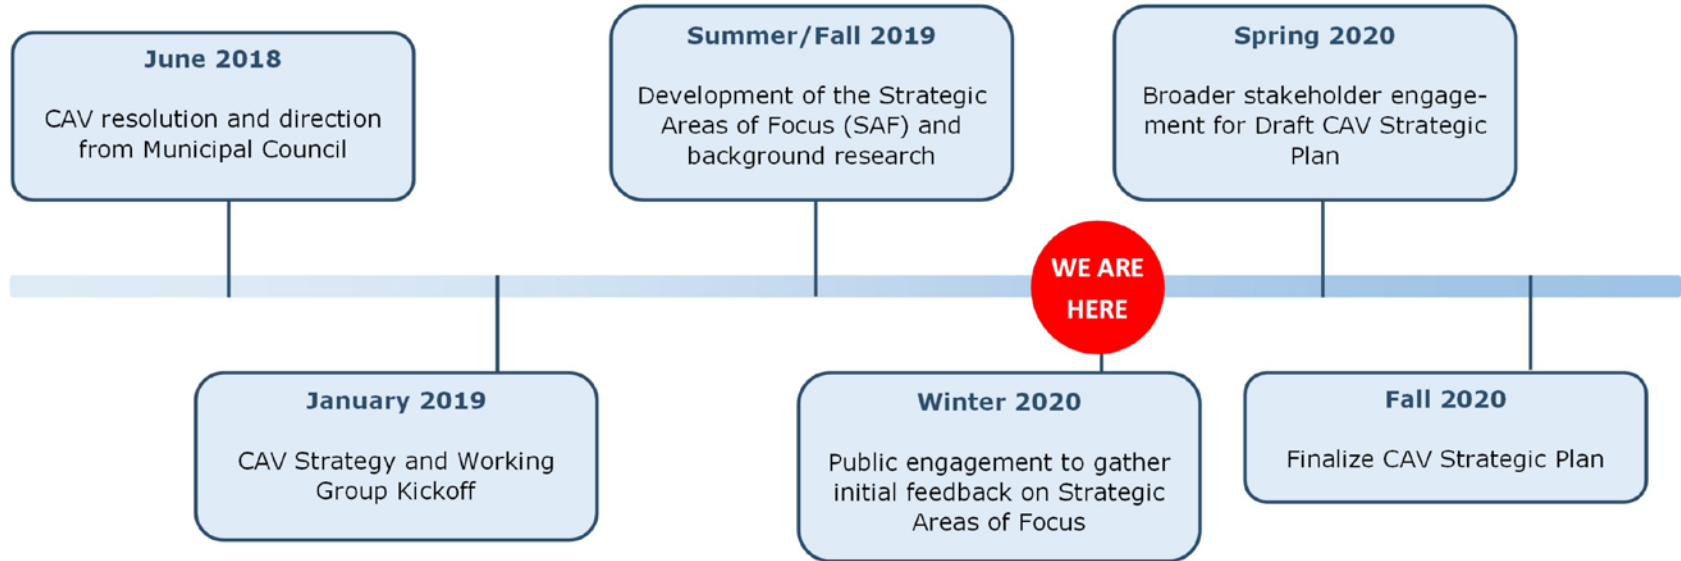 June 2018
CAV resolution and direction
from Municipal Council
Summer/Fall 2019
Development of the Strategic
Areas of Focus (SAF) and
background research
Spring 2020
Broader stakeholder engage-
ment for Draft CAV Strategic
Plan
WE ARE
HERE
January 2019
CAV Strategy and Working
Group Kickoff
Winter 2020
Public engagement to gather
initial feedback on Strategic
Areas of Focus
Fall 2020
Finalize CAV Strategic Plan